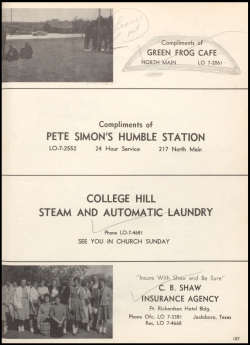 Compliments of
GREEN FROG CAFE
NORTH MAIN LO 7-3061
Compliments of
PETE SIMON'S HUMBLE STATION
LO-7-2552 24 Hour Service 217 North Main
COLLEGE HILL
STEAM AND AUTOMATIC LAUNDRY
Phone LO-7-4681
SEE YOU IN CHURCH SUNDAY
"Insure With Shaw and Be Sure"
C. B. SHAW
INSURANCE AGENCY
Ft. Richardson Hotel Bldg.
Phone Ofc. LO 7-3381 Jacksboro, Texas
Res. LO 7-4668
107